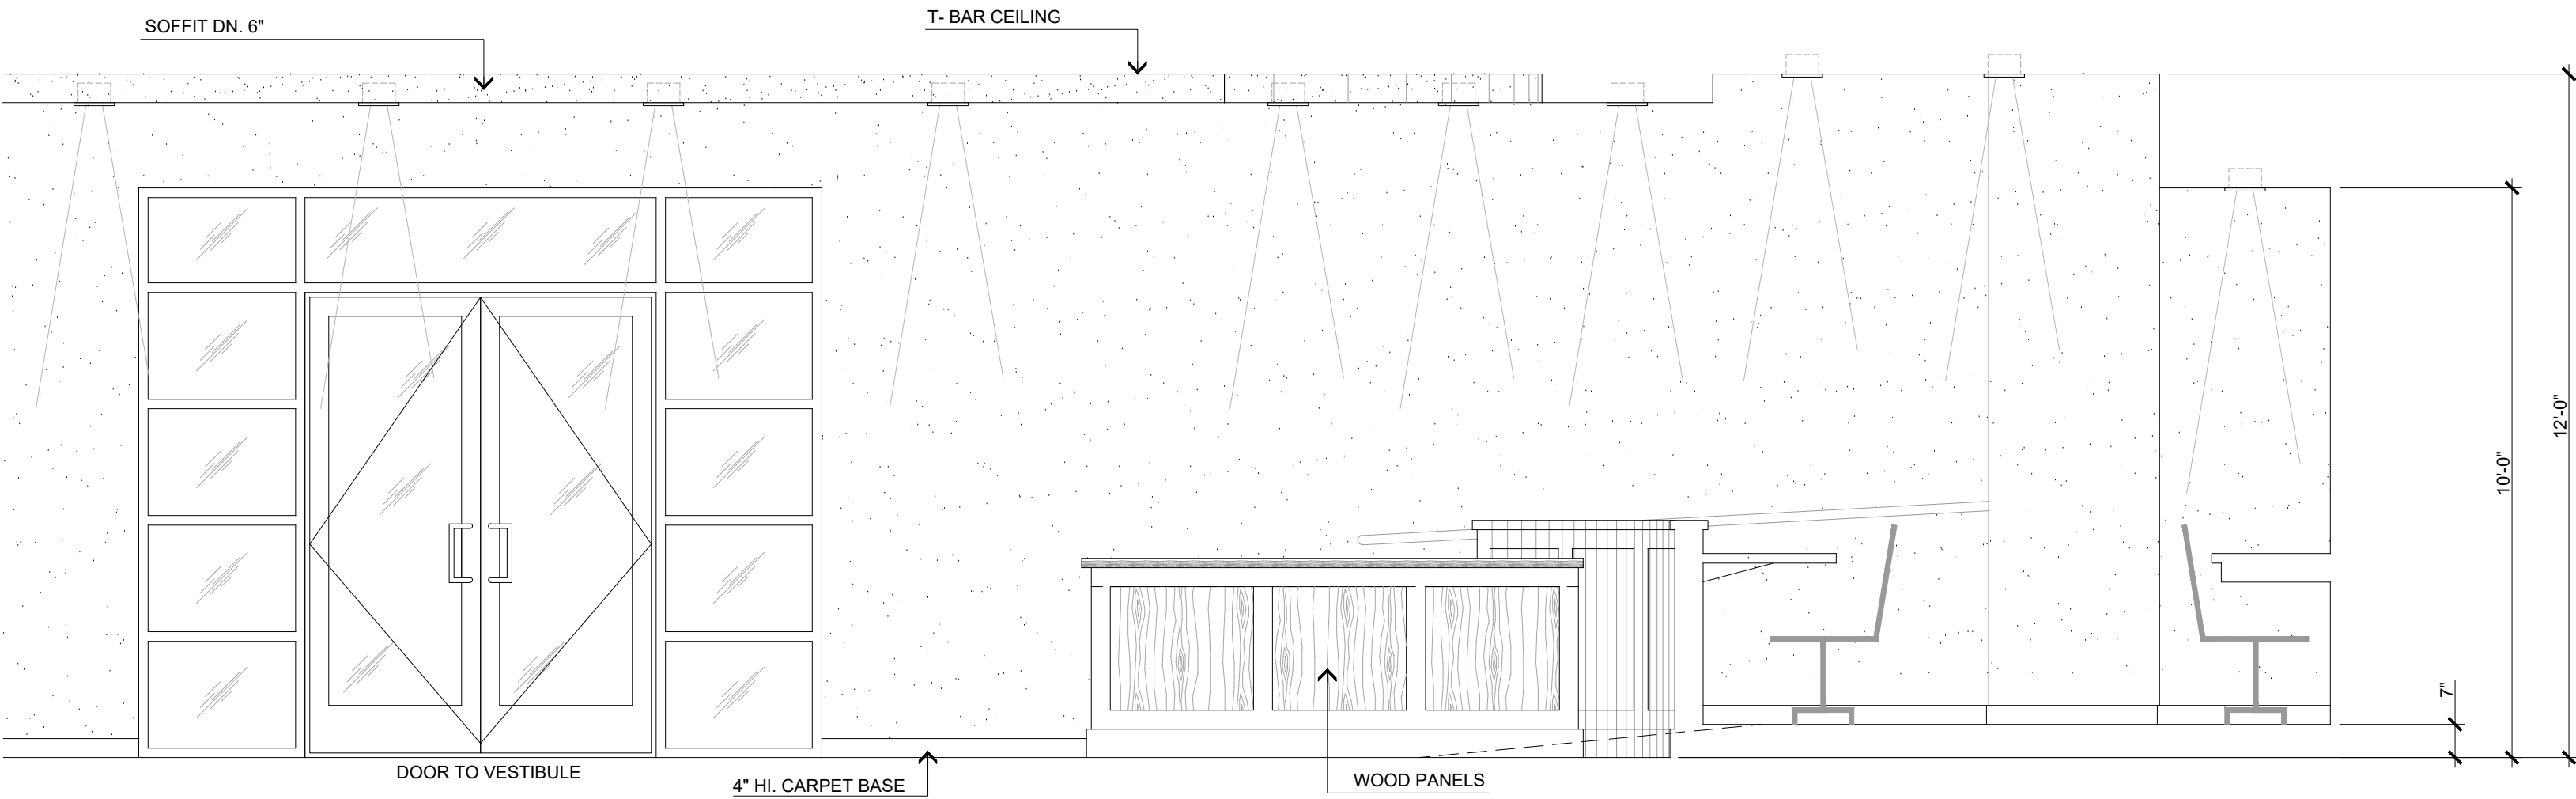 SOFFIT DN. 6"
T- BAR CEILING
12'-0"
10'-0"
7"
DOOR TO VESTIBULE
4" HI. CARPET BASE
WOOD PANELS